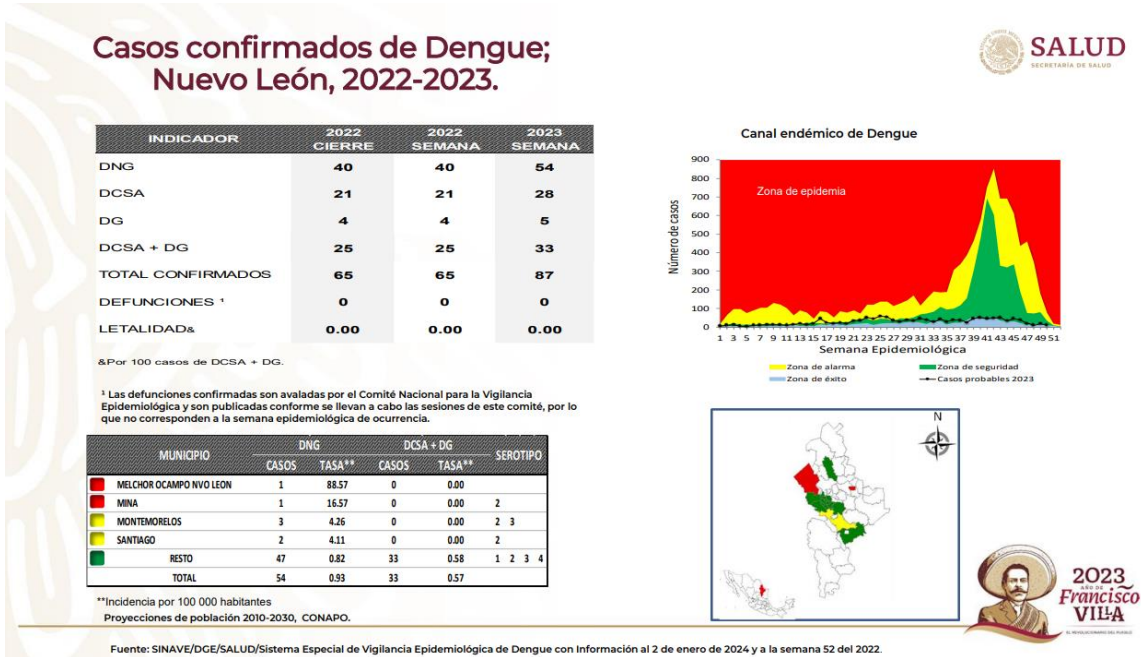 Casos confirmados de Dengue;
Nuevo León, 2022-2023.
SALUD
SECRETARÍA DE SALUD
INDICADOR 2022 CIERRE 2022 SEMANA 2023 SEMANA
DNG 40 40 54
DCSA 21 21 28
DG 4 4 5
DCSA + DG 25 25 33
TOTAL CONFIRMADOS 65 65 87
DEFUNCIONES ¹ 0 0 0
LETALIDAD& 0.00 0.00 0.00
&Por 100 casos de DCSA + DG.
¹ Las defunciones confirmadas son avaladas por el Comité Nacional para la Vigilancia
Epidemiológica y son publicadas conforme se llevan a cabo las sesiones de este comité, por lo
que no corresponden a la semana epidemiológica de ocurrencia.
MUNICIPIO DNG DCSA + DG SEROTIPO
CASOS TASA** CASOS TASA**
MELCHOR OCAMPO NVO LEON 1 88.57 0 0.00
MINA 1 16.57 0 0.00 2
MONTEMORELOS 3 4.26 0 0.00 2 3
SANTIAGO 2 4.11 0 0.00 2
RESTO 47 0.82 33 0.58 1 2 3 4
TOTAL 54 0.93 33 0.57
**Incidencia por 100 000 habitantes
Proyecciones de población 2010-2030, CONAPO.
Canal endémico de Dengue
Número de casos
900
800
700
600
500
400
300
200
100
0
Zona de epidemia
1 3 5 7 9 11 13 15 17 19 21 23 25 27 29 31 33 35 37 39 41 43 45 47 49 51
Semana Epidemiológica
Zona de alarma Zona de seguridad
Zona de éxito Casos probables 2023
N
2023
AÑO DE
Francisco
VILLA
EL REVOLUCIONARIO DEL PUEBLO
Fuente: SINAVE/DGE/SALUD/Sistema Especial de Vigilancia Epidemiológica de Dengue con Información al 2 de enero de 2024 y a la semana 52 del 2022.